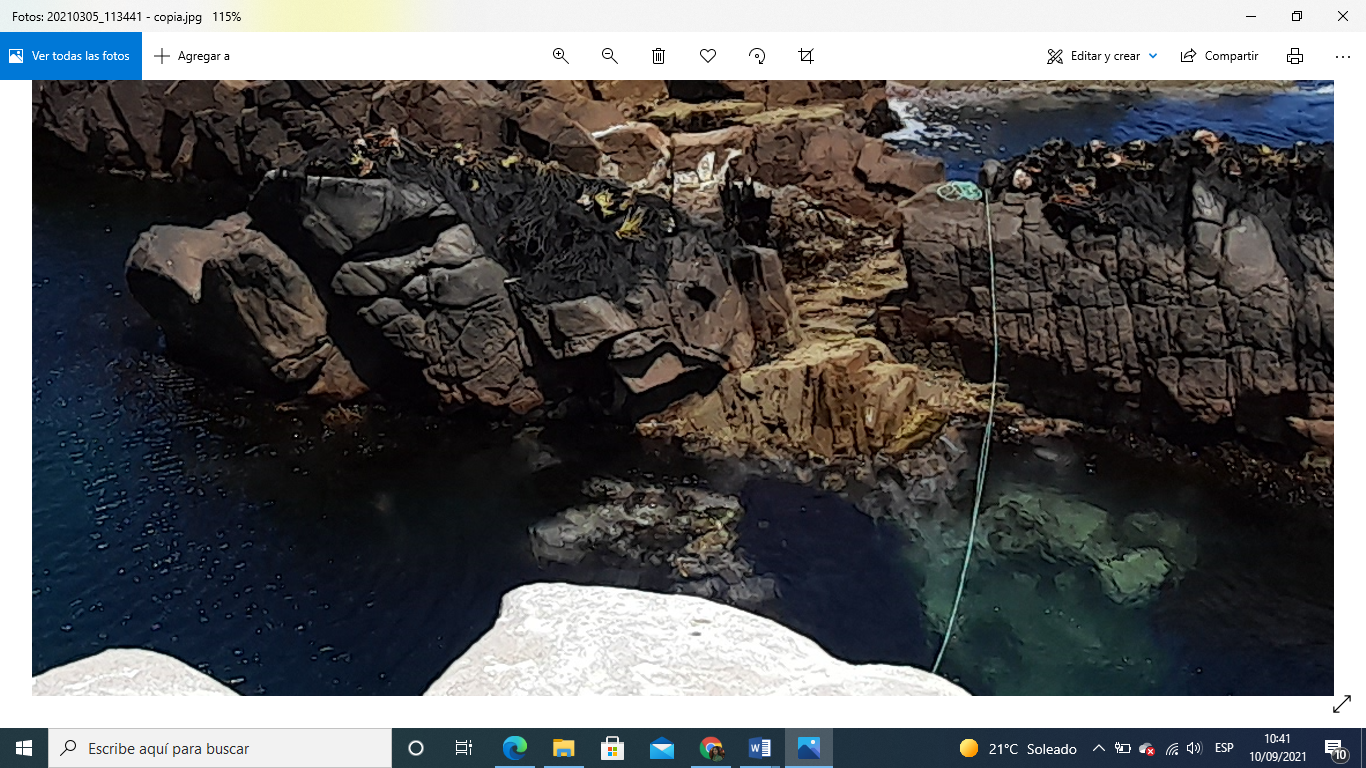 Fotos: 20210305_113441 - copia.jpg 115%
Ver todas las fotos Agregar a Editar y crear Compartir
Escribe aquí para buscar 21°C Soleado ESP 10:41
10/09/2021 10